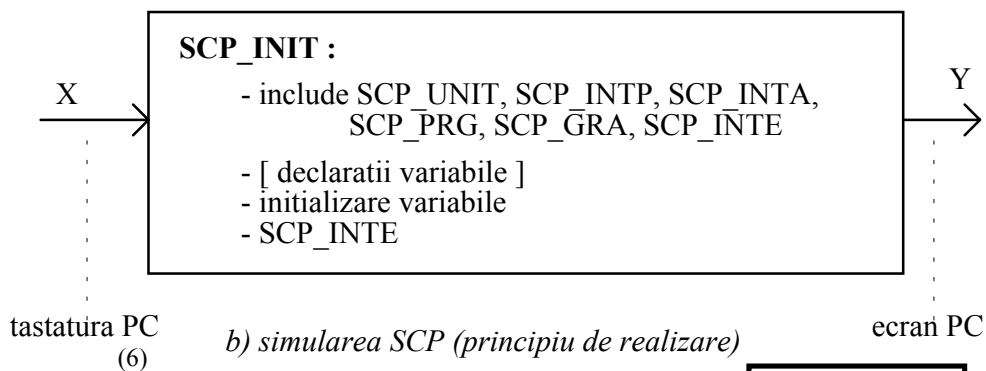 SCP_INIT :
X
Y
- include SCP_UNIT, SCP_INTP, SCP_INTA,
SCP_PRG, SCP_GRA, SCP_INTE
- [ declaratii variabile ]
- initializare variabile
- SCP_INTE
tastatura PC
ecran PC
(6)
b) simularea SCP (principiu de realizare)